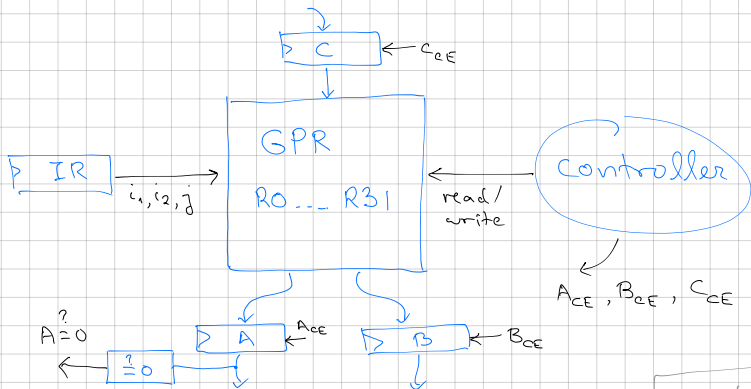 C
C_CE
GPR
IR
Controller
i₁,i₂,j
R0...R31
read/
write
A_CE , B_CE , C_CE
A ?= 0
A
A_CE
B
B_CE
?= 0